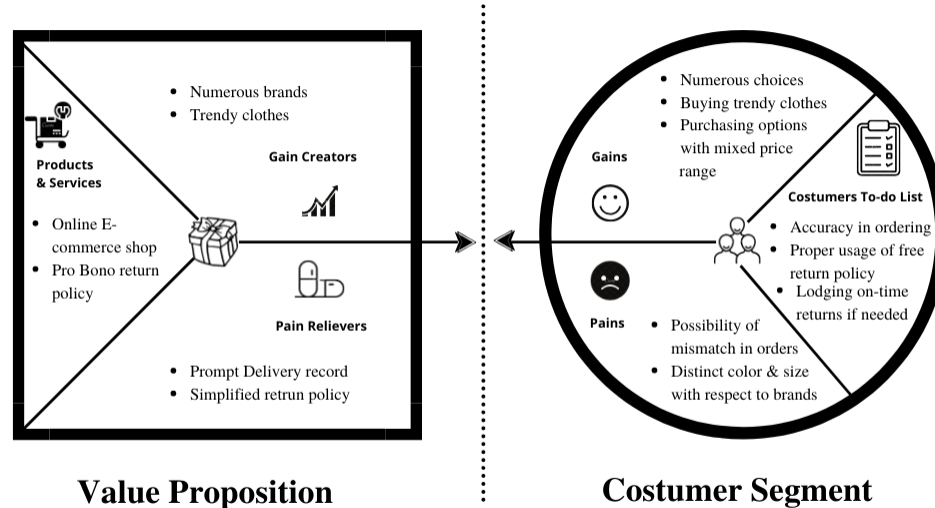 • Numerous brands
• Trendy clothes
Gain Creators
Products
& Services
• Online E-
commerce shop
• Pro Bono return
policy
Pain Relievers
• Prompt Delivery record
• Simplified retrun policy
Value Proposition
• Numerous choices
• Buying trendy clothes
• Purchasing options
with mixed price
range
Gains
Costumers To-do List
• Accuracy in ordering
• Proper usage of free
return policy
• Lodging on-time
returns if needed
Pains
• Possibility of
mismatch in orders
• Distinct color & size
with respect to brands
Costumer Segment